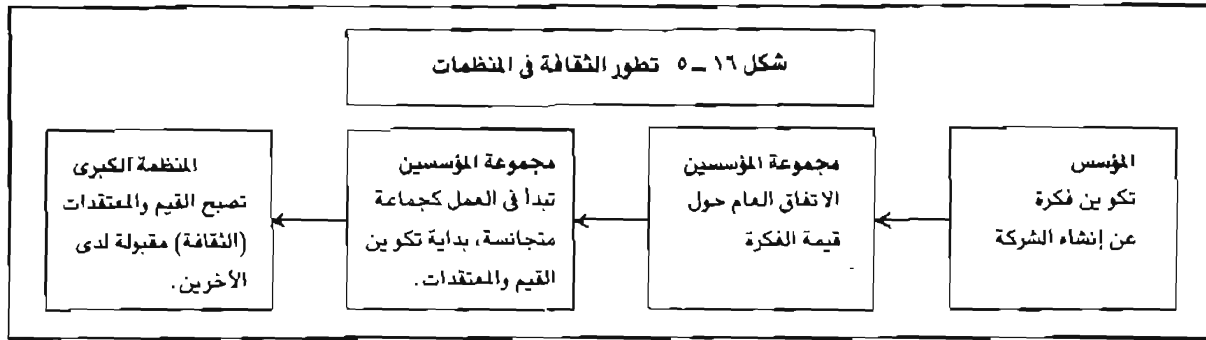 شكل ١٦ – ٥ تطور الثقافة في المنظمات
المؤسس
تكوين فكرة
عن إنشاء الشركة
مجموعة المؤسسين
الاتفاق العام حول
قيمة الفكرة
مجموعة المؤسسين
تبدأ في العمل كجماعة
متجانسة، بداية تكوين
القيم والمعتقدات.
المنظمة الكبرى
تصبح القيم والمعتقدات
(الثقافة) مقبولة لدى
الآخرين.